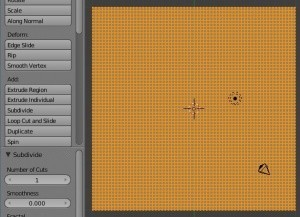 Rotate
Scale
Along Normal
Deform:
Edge Slide
Rip
Smooth Vertex
Add:
Extrude Region
Extrude Individual
Subdivide
Loop Cut and Slide
Duplicate
Spin
Subdivide
Number of Cuts
1
Smoothness
0.000
Fractal